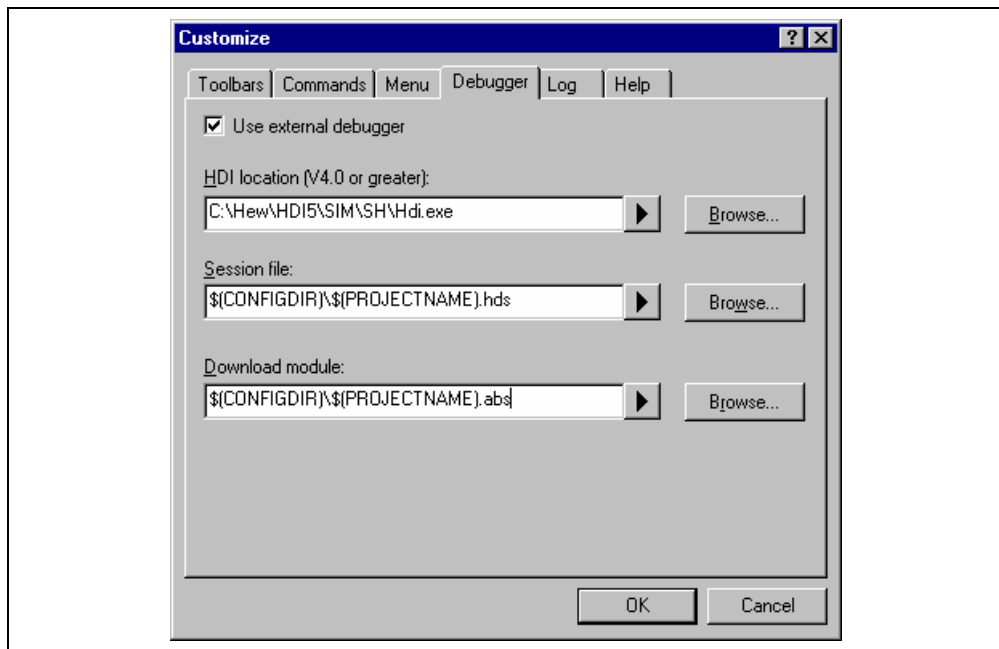 Customize
Toolbars Commands Menu Debugger Log Help
Use external debugger
HDI location (V4.0 or greater):
C:\Hew\HDI5\SIM\SH\Hdi.exe Browse...
Session file:
$(CONFIGDIR)\$(PROJECTNAME).hds Browse...
Download module:
$(CONFIGDIR)\$(PROJECTNAME).abs Browse...
OK Cancel